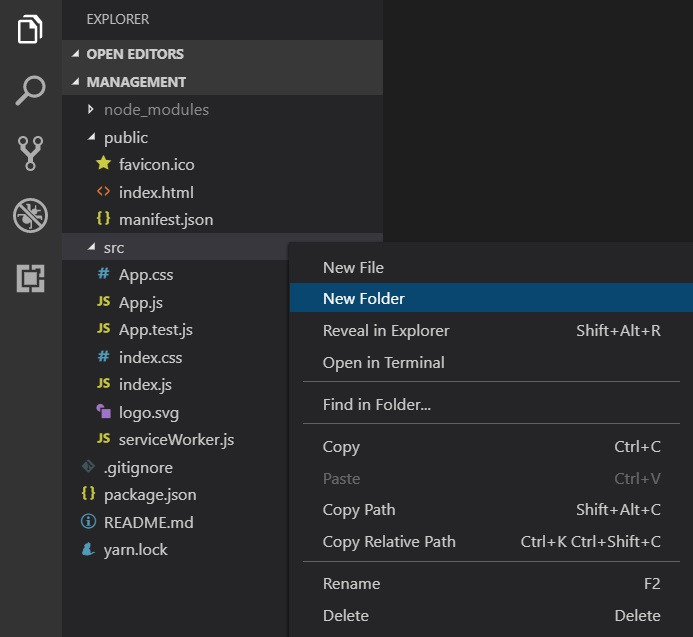 EXPLORER
OPEN EDITORS
MANAGEMENT
node_modules
public
favicon.ico
<> index.html
{} manifest.json
src
# App.css
JS App.js
JS App.test.js
# index.css
JS index.js
logo.svg
JS serviceWorker.js
.gitignore
{} package.json
README.md
yarn.lock
New File
New Folder
Reveal in Explorer Shift+Alt+R
Open in Terminal
Find in Folder...
Copy Ctrl+C
Paste Ctrl+V
Copy Path Shift+Alt+C
Copy Relative Path Ctrl+K Ctrl+Shift+C
Rename F2
Delete Delete